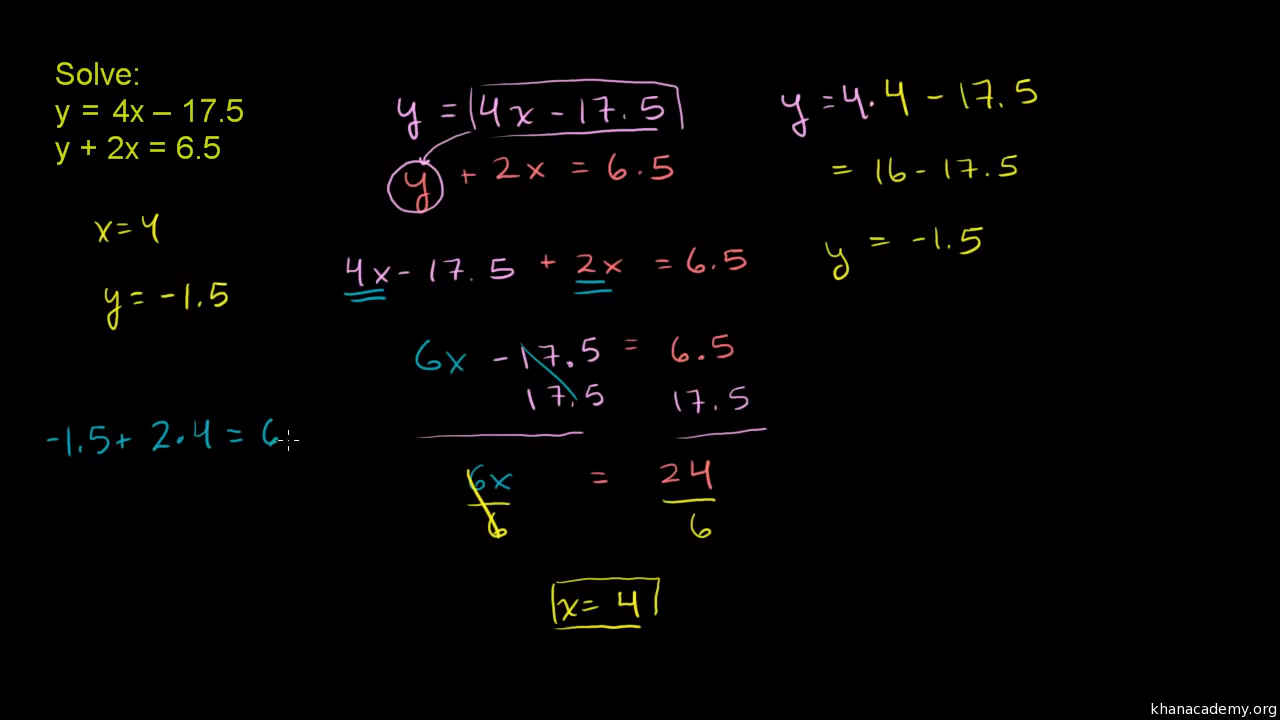 Solve:
y = 4x – 17.5
y + 2x = 6.5
x = 4
y = -1.5
-1.5 + 2·4 = 6
y = 4x - 17.5
y + 2x = 6.5
4x - 17.5 + 2x = 6.5
6x - 17.5 = 6.5
17.5 17.5
6x = 24
6 6
x = 4
y = 4·4 - 17.5
= 16 - 17.5
y = -1.5
khanacademy.org